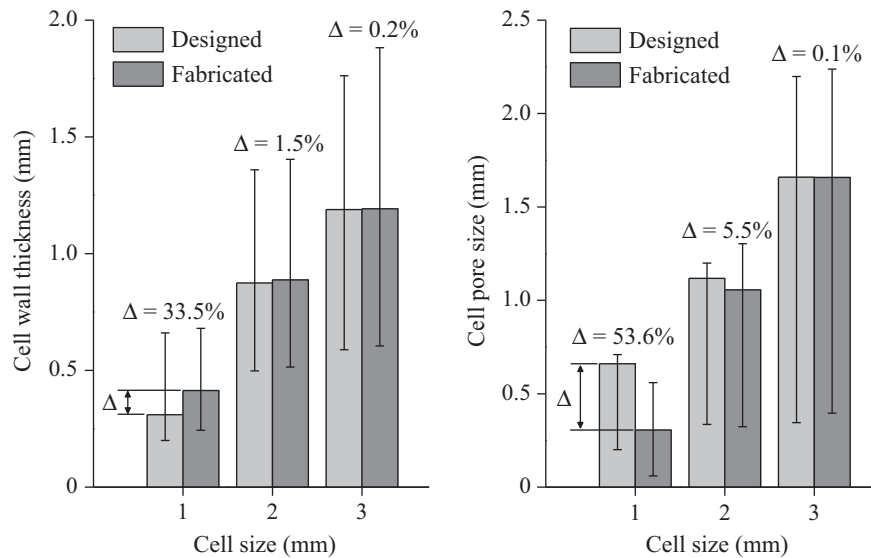 2.0
1.5
1.0
0.5
0
Cell wall thickness (mm)
Designed
Fabricated
Δ = 0.2%
Δ = 1.5%
Δ = 33.5%
Δ
1 2 3
Cell size (mm)
2.5
2.0
1.5
1.0
0.5
0
Cell pore size (mm)
Designed
Fabricated
Δ = 0.1%
Δ = 5.5%
Δ = 53.6%
Δ
1 2 3
Cell size (mm)